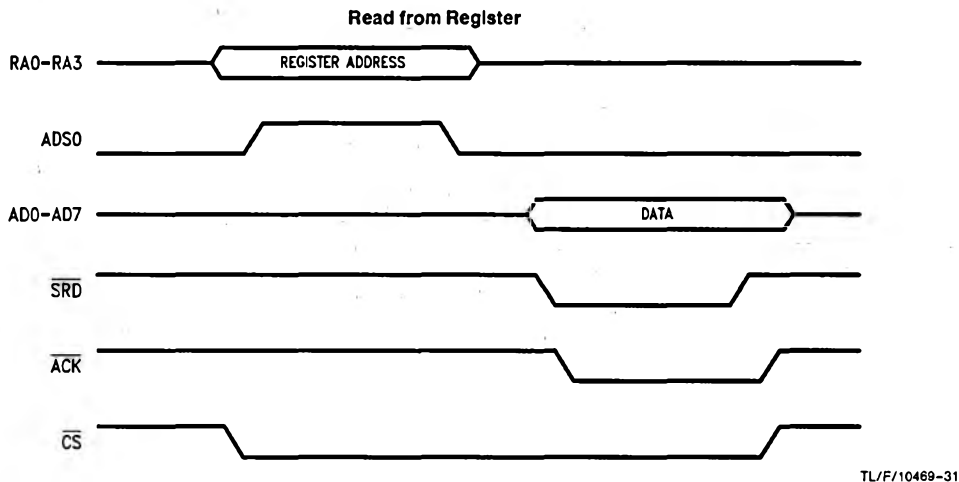 Read from Register
RA0-RA3
REGISTER ADDRESS
ADS0
AD0-AD7
DATA
SRD
ACK
CS
TL/F/10469-31